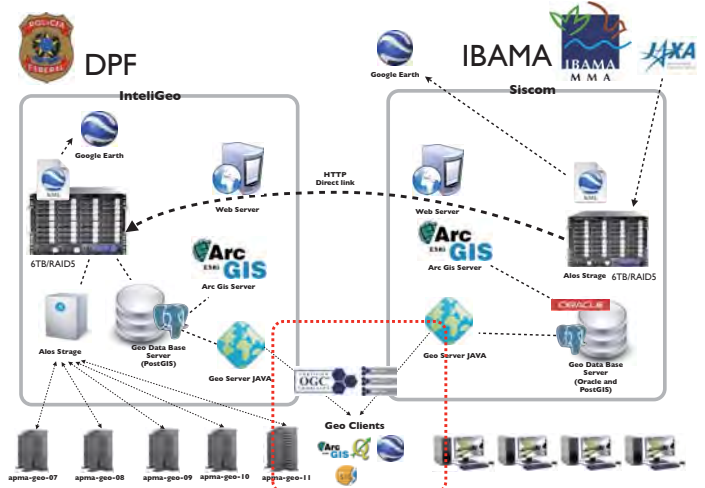 POLICIA
FEDERAL
DPF
IBAMA
IBAMA
M M A
JAXA
Google Earth
InteliGeo
Siscom
Google Earth
KML
KML
HTTP
Direct link
Web Server
Web Server
6TB/RAID5
Arc
ESRi
GIS
Arc Gis Server
Arc
ESRi
GIS
Arc Gis Server
Alos Strage
6TB/RAID5
ORACLE
Alos Strage
Geo Data Base
Server
(PostGIS)
Geo Server JAVA
Geo Server JAVA
Geo Data Base
Server
(Oracle and
PostGIS)
OGC
Geo Clients
Arc
GIS
apma-geo-07
apma-geo-08
apma-geo-09
apma-geo-10
apma-geo-11